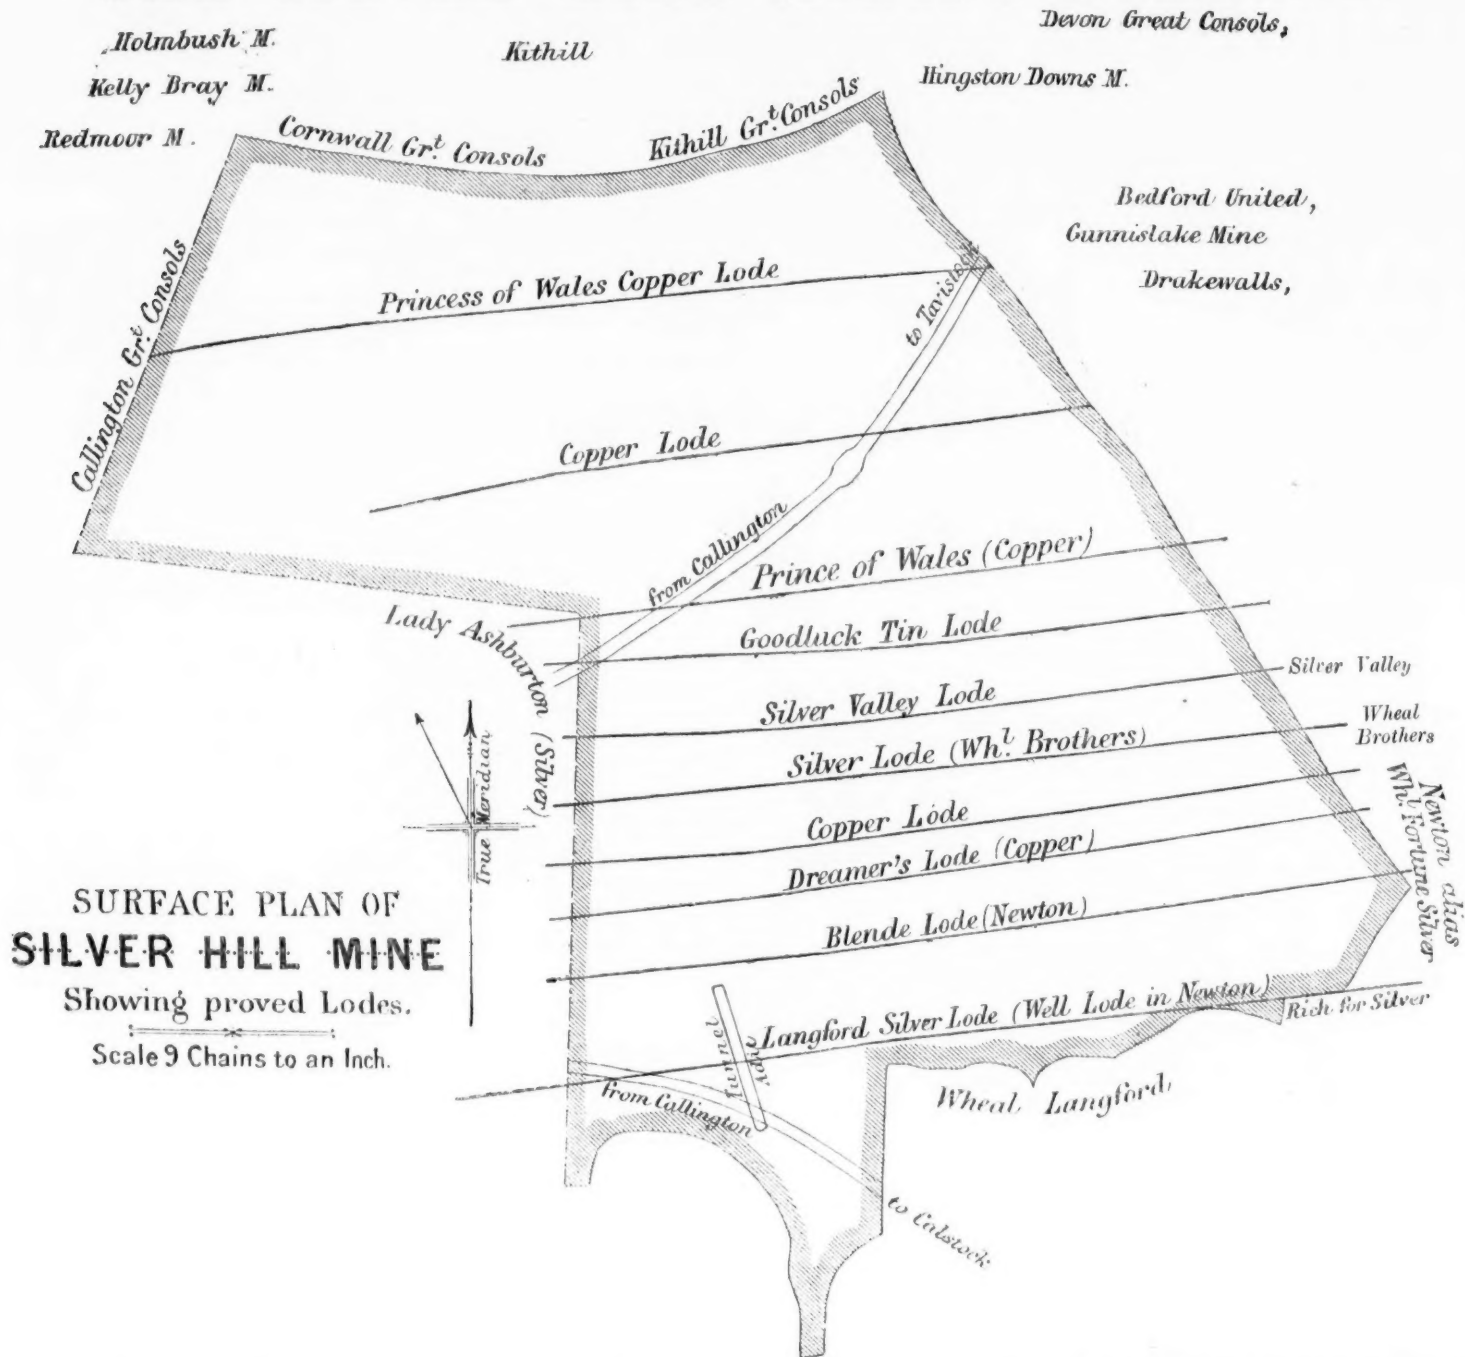 Holmbush M.
Kelly Bray M.
Redmoor M.
Kithill
Devon Great Consols,
Hingston Downs M.
Bedford United,
Gunnislake Mine
Drakewalls,
Cornwall Gr.t Consols
Kithill Gr.t Consols
Callington Gr.t Consols
Princess of Wales Copper Lode
to Tavistock
Copper Lode
from Callington
Prince of Wales (Copper)
Lady Ashburton (Silver)
Goodluck Tin Lode
Silver Valley Lode
Silver Valley
Silver Lode (Wh.l Brothers)
Wheal
Brothers
Copper Lode
Dreamer's Lode (Copper)
Newton alias
Wh.l Fortune Silver
Blende Lode (Newton)
True Meridian
SURFACE PLAN OF
SILVER HILL MINE
Showing proved Lodes.
Scale 9 Chains to an Inch.
Langford Silver Lode (Well Lode in Newton)
Rich for Silver
Tunnel
Adit
from Callington
to Calstock
Wheal Langford